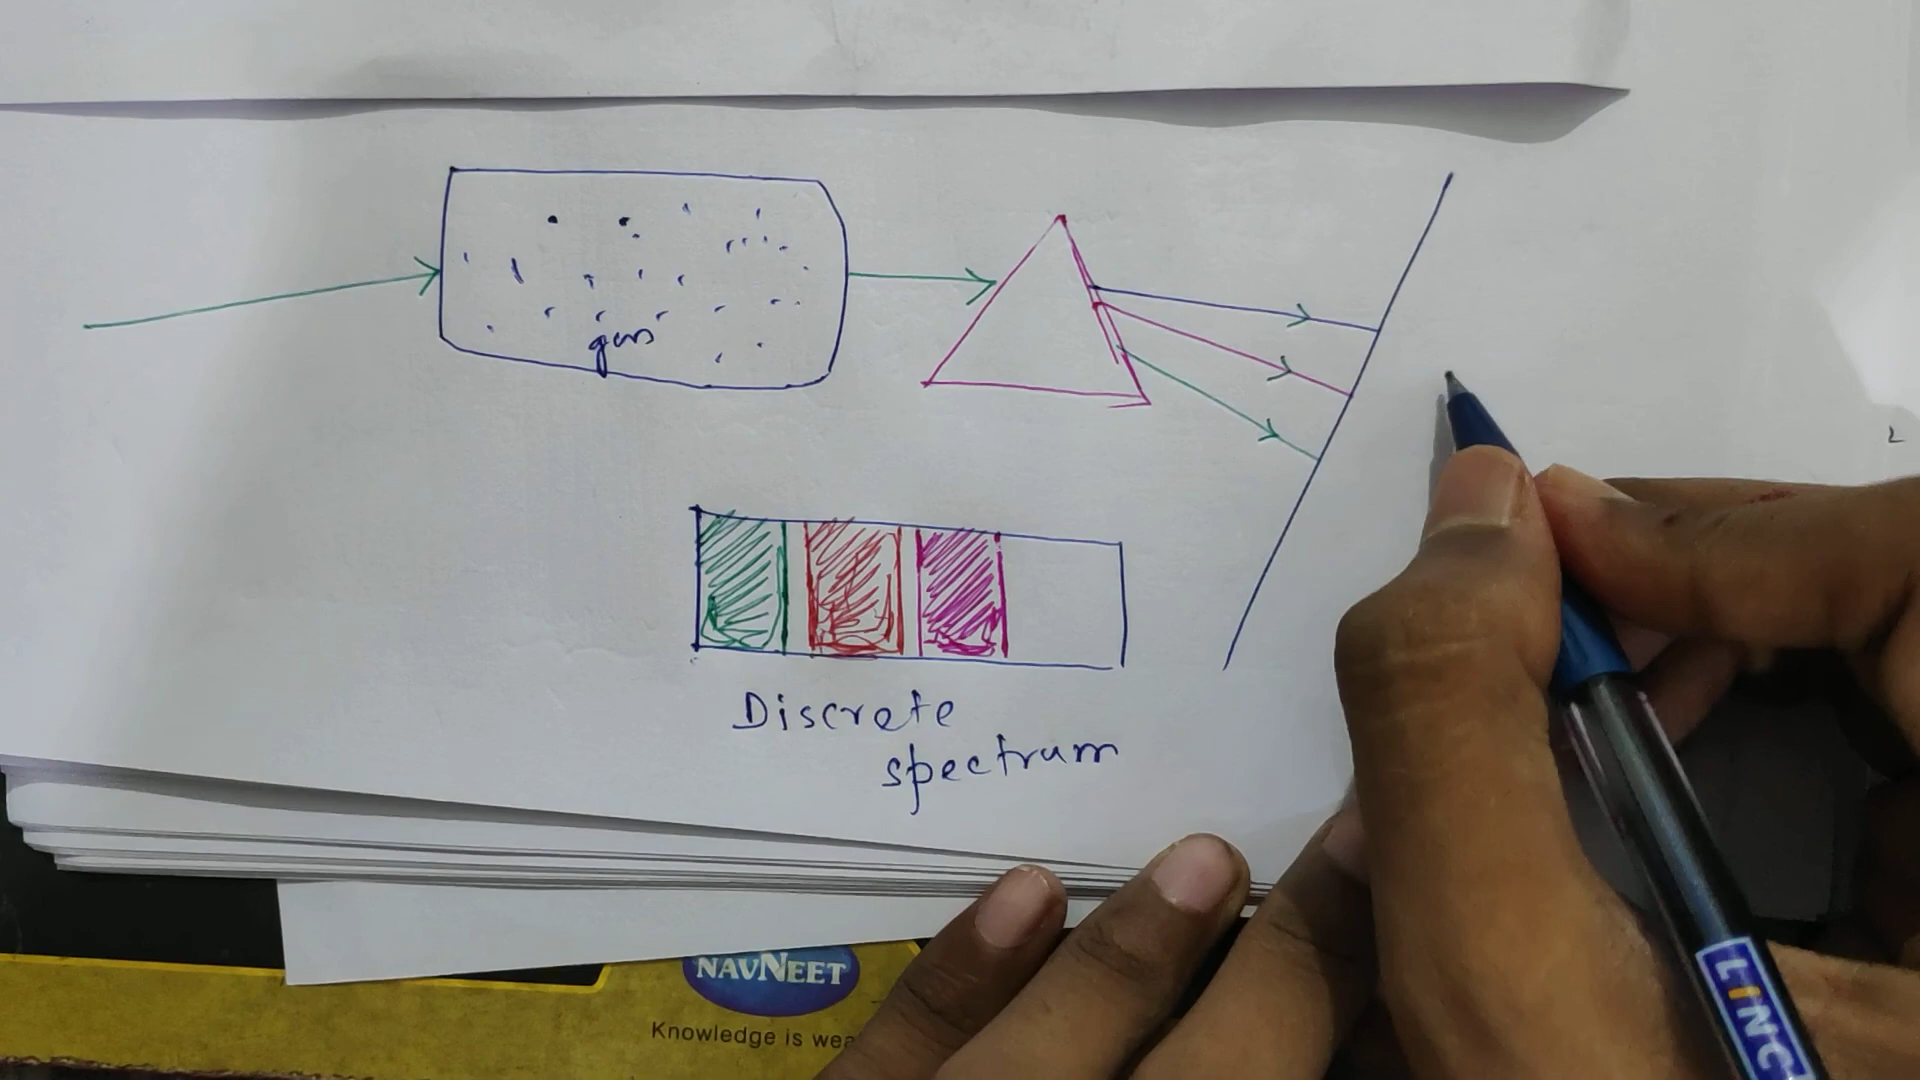 gas
Discrete
spectrum
NAVNEET
Knowledge is wea
LINC